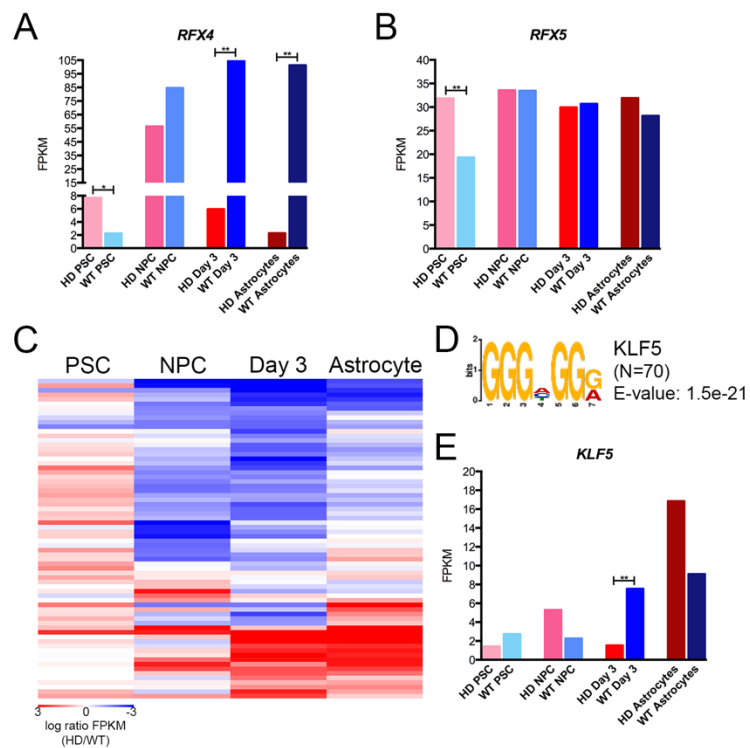 A
RFX4
FPKM
105
95
85
75
65
55
45
35
25
15
8
6
4
2
0
*
**
**
HD PSC
WT PSC
HD NPC
WT NPC
HD Day 3
WT Day 3
HD Astrocytes
WT Astrocytes
B
RFX5
FPKM
40
35
30
25
20
15
10
5
0
**
HD PSC
WT PSC
HD NPC
WT NPC
HD Day 3
WT Day 3
HD Astrocytes
WT Astrocytes
C
PSC NPC Day 3 Astrocyte
3 0 -3
log ratio FPKM
(HD/WT)
D
bits
2
1
0
GGGAGGG
A
1 2 3 4 5 6 7
KLF5
(N=70)
E-value: 1.5e-21
E
KLF5
FPKM
20
18
16
14
12
10
8
6
4
2
0
**
HD PSC
WT PSC
HD NPC
WT NPC
HD Day 3
WT Day 3
HD Astrocytes
WT Astrocytes